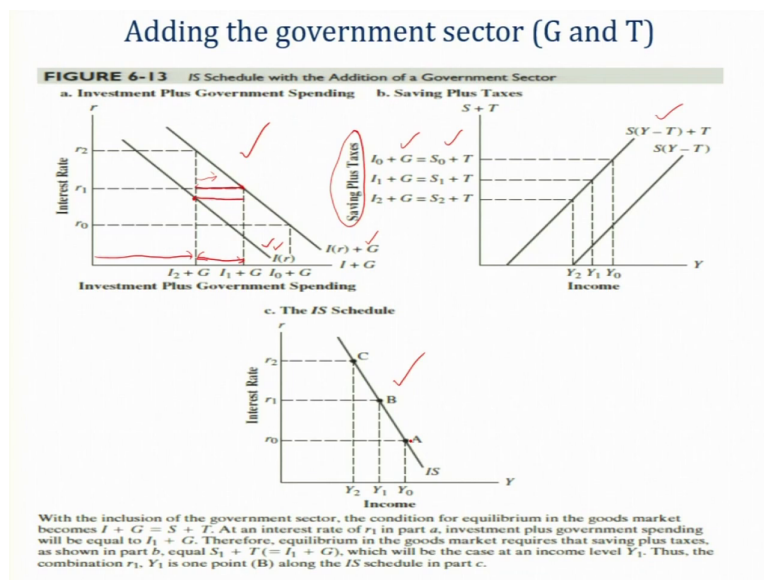 Adding the government sector (G and T)
FIGURE 6-13 IS Schedule with the Addition of a Government Sector
a. Investment Plus Government Spending
b. Saving Plus Taxes
r
Interest Rate
r2
r1
r0
I(r)
I(r) + G
I + G
I2 + G I1 + G I0 + G
Investment Plus Government Spending
S + T
Saving Plus Taxes
I0 + G = S0 + T
I1 + G = S1 + T
I2 + G = S2 + T
S(Y – T) + T
S(Y – T)
Y
Y2 Y1 Y0
Income
c. The IS Schedule
r
Interest Rate
r2
r1
r0
C
B
A
IS
Y
Y2 Y1 Y0
Income
With the inclusion of the government sector, the condition for equilibrium in the goods market
becomes I + G = S + T. At an interest rate of r1 in part a, investment plus government spending
will be equal to I1 + G. Therefore, equilibrium in the goods market requires that saving plus taxes,
as shown in part b, equal S1 + T (= I1 + G), which will be the case at an income level Y1. Thus, the
combination r1, Y1 is one point (B) along the IS schedule in part c.